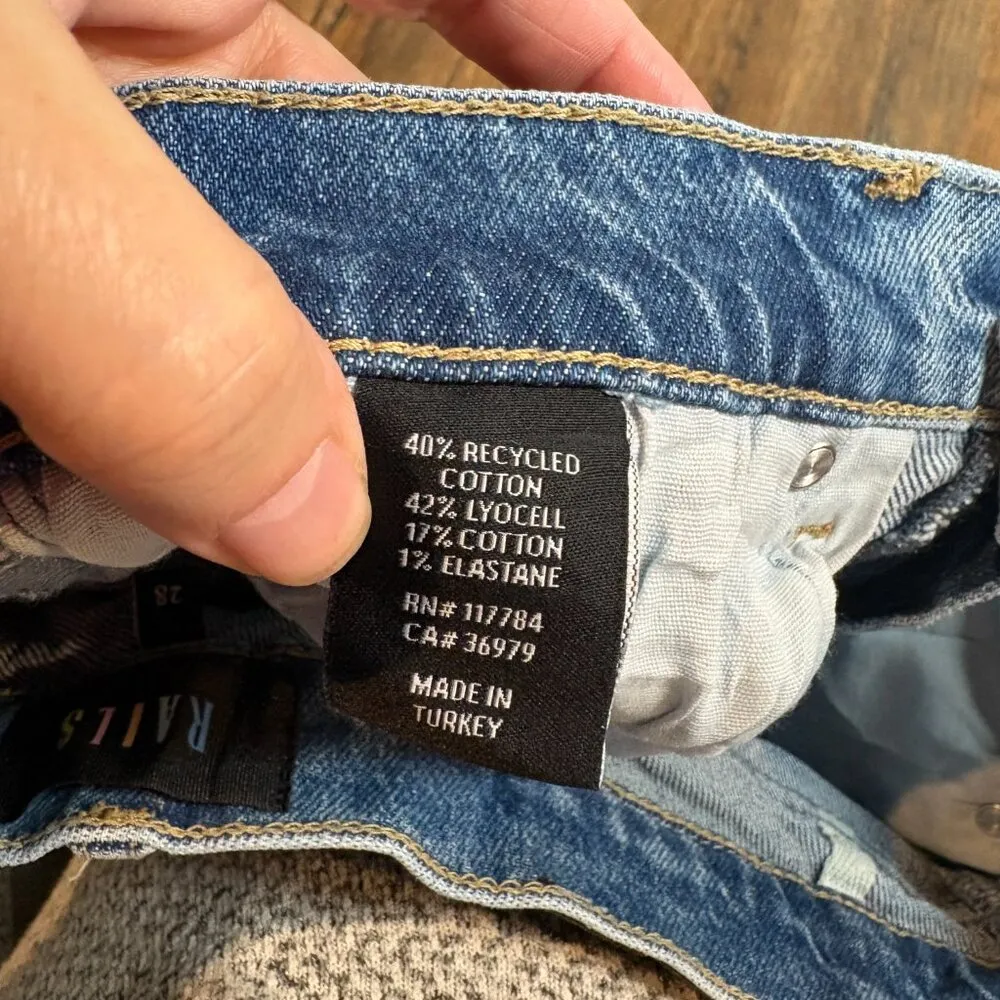 40% RECYCLED
COTTON
42% LYOCELL
17% COTTON
1% ELASTANE
RN# 117784
CA# 36979
MADE IN
TURKEY
28
RAILS